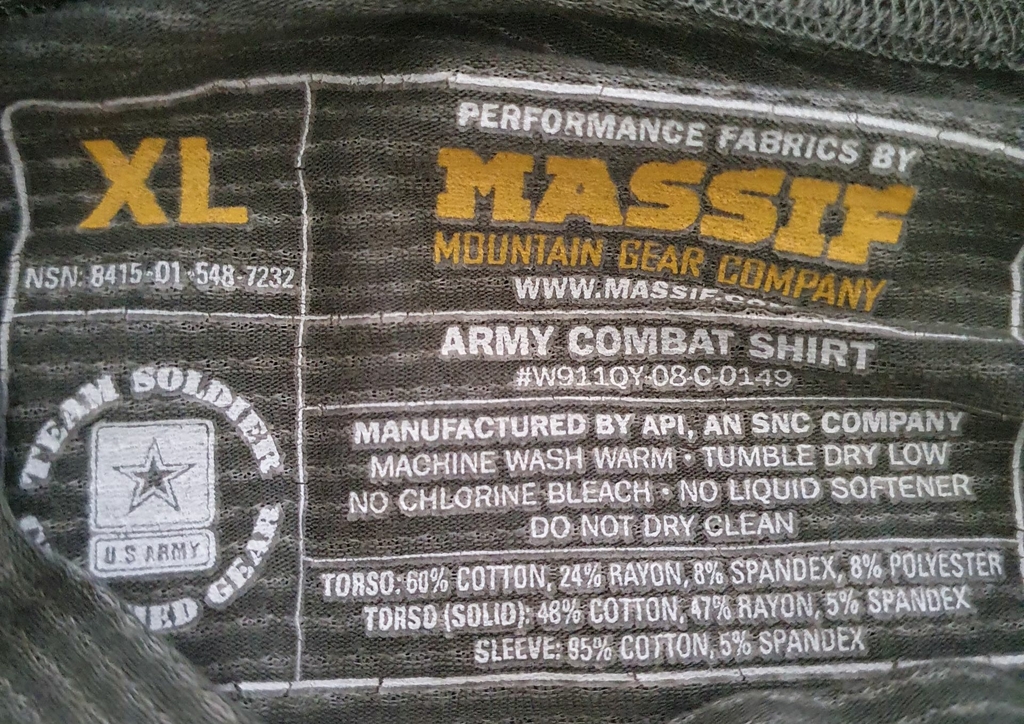 XL
NSN: 8415-01-548-7232
TEAM SOLDIER
U S ARMY
GEAR
PERFORMANCE FABRICS BY
MASSIF
MOUNTAIN GEAR COMPANY
WWW.MASSIF.
ARMY COMBAT SHIRT
#W911QY-08-C-0149
MANUFACTURED BY API, AN SNC COMPANY
MACHINE WASH WARM • TUMBLE DRY LOW
NO CHLORINE BLEACH • NO LIQUID SOFTENER
DO NOT DRY CLEAN
TORSO: 60% COTTON, 24% RAYON, 8% SPANDEX, 8% POLYESTER
TORSO (SOLID): 48% COTTON, 47% RAYON, 5% SPANDEX
SLEEVE: 95% COTTON, 5% SPANDEX